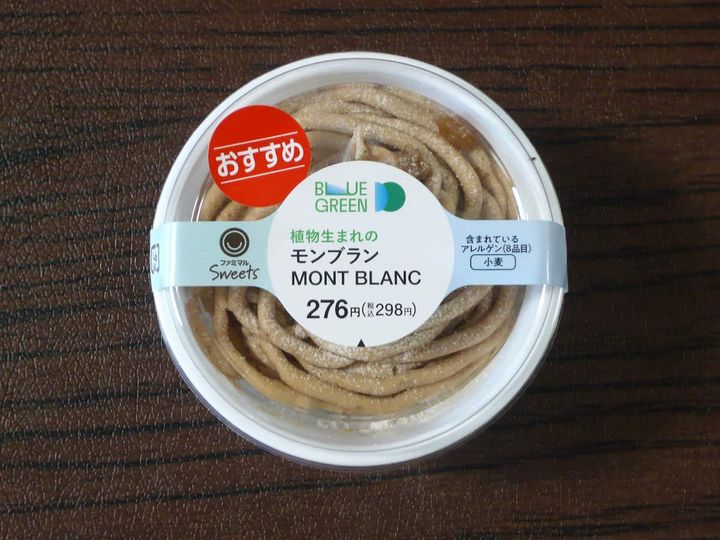 おすすめ
BLUE
GREEN
植物生まれの
モンブラン
MONT BLANC
276円(税込298円)
ファミマル
Sweets
含まれている
アレルゲン(8品目)
小麦